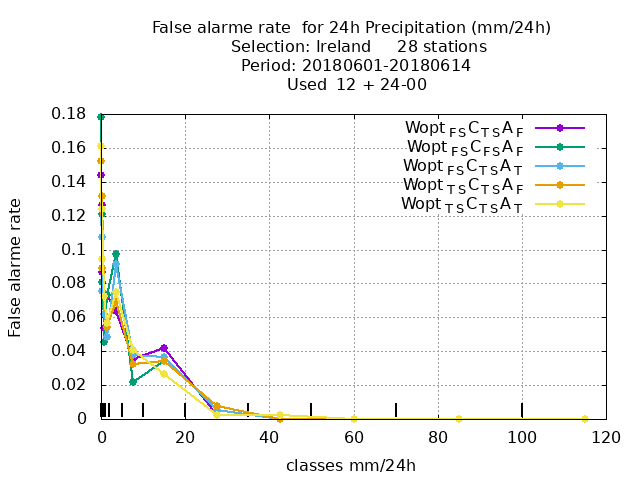 False alarme rate  for 24h Precipitation (mm/24h)
Selection: Ireland     28 stations
Period: 20180601-20180614
Used  12 + 24-00
Wopt FS C TS A F
Wopt FS C FS A F
Wopt FS C TS A T
Wopt TS C TS A F
Wopt TS C TS A T
0.18
0.16
0.14
0.12
0.1
0.08
0.06
0.04
0.02
0
False alarme rate
0 20 40 60 80 100 120
classes mm/24h